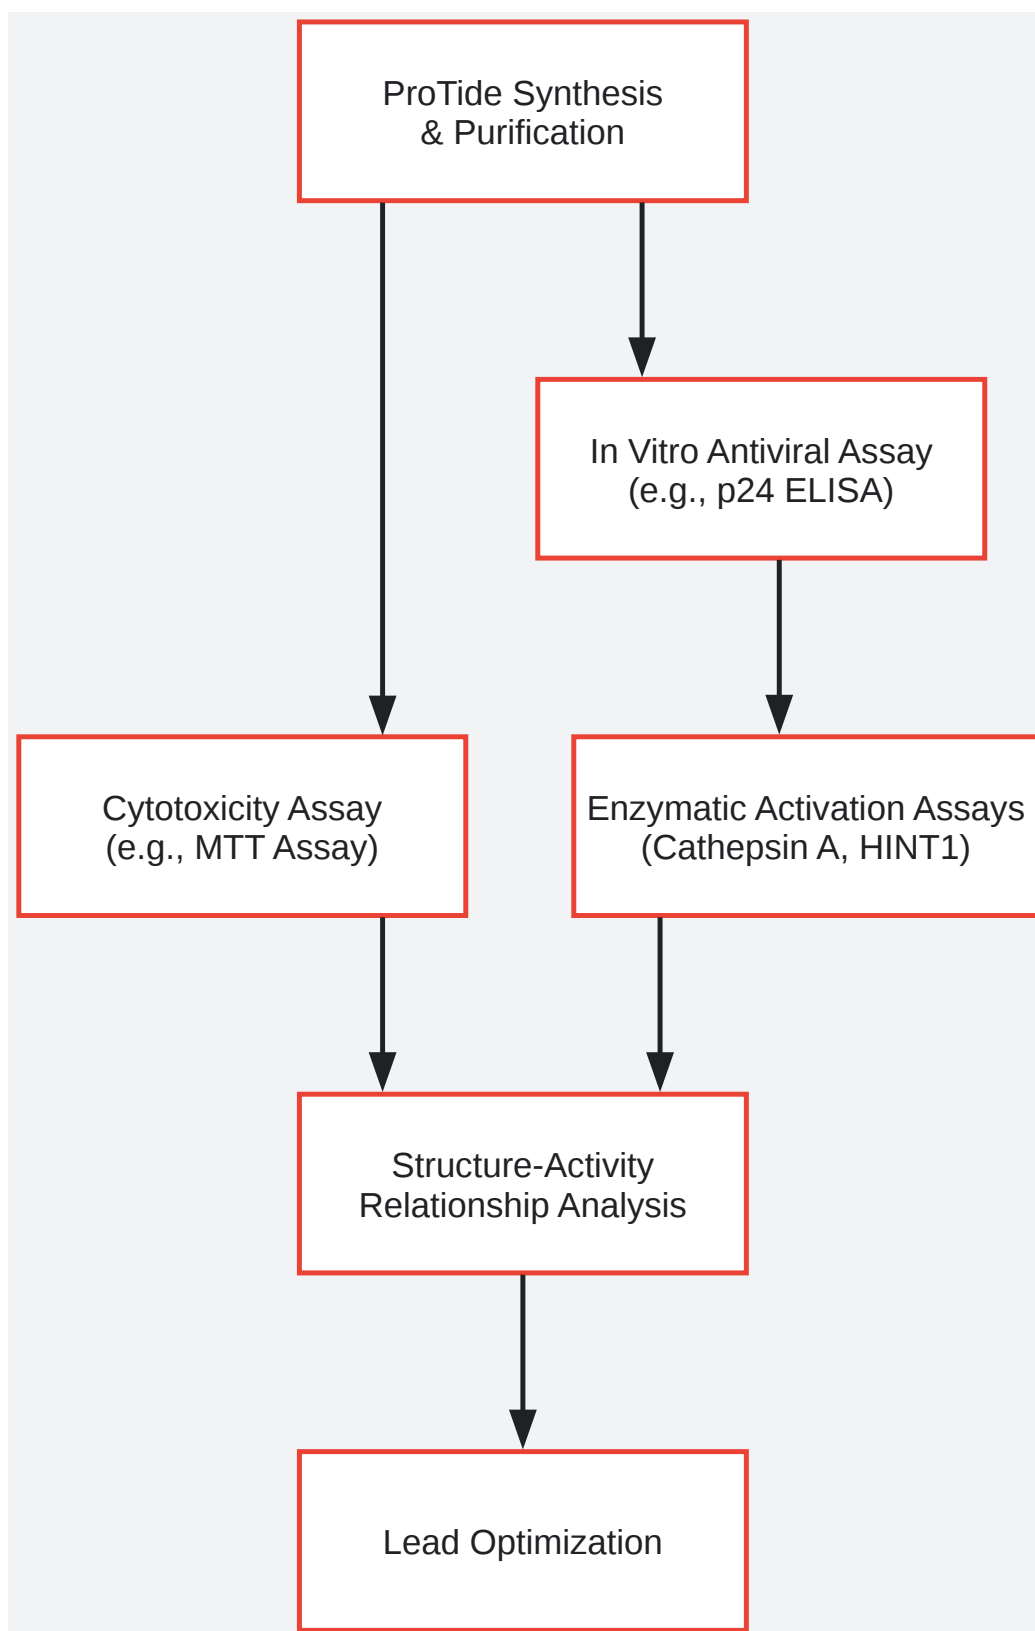 ProTide Synthesis
& Purification
In Vitro Antiviral Assay
(e.g., p24 ELISA)
Cytotoxicity Assay
(e.g., MTT Assay)
Enzymatic Activation Assays
(Cathepsin A, HINT1)
Structure-Activity
Relationship Analysis
Lead Optimization